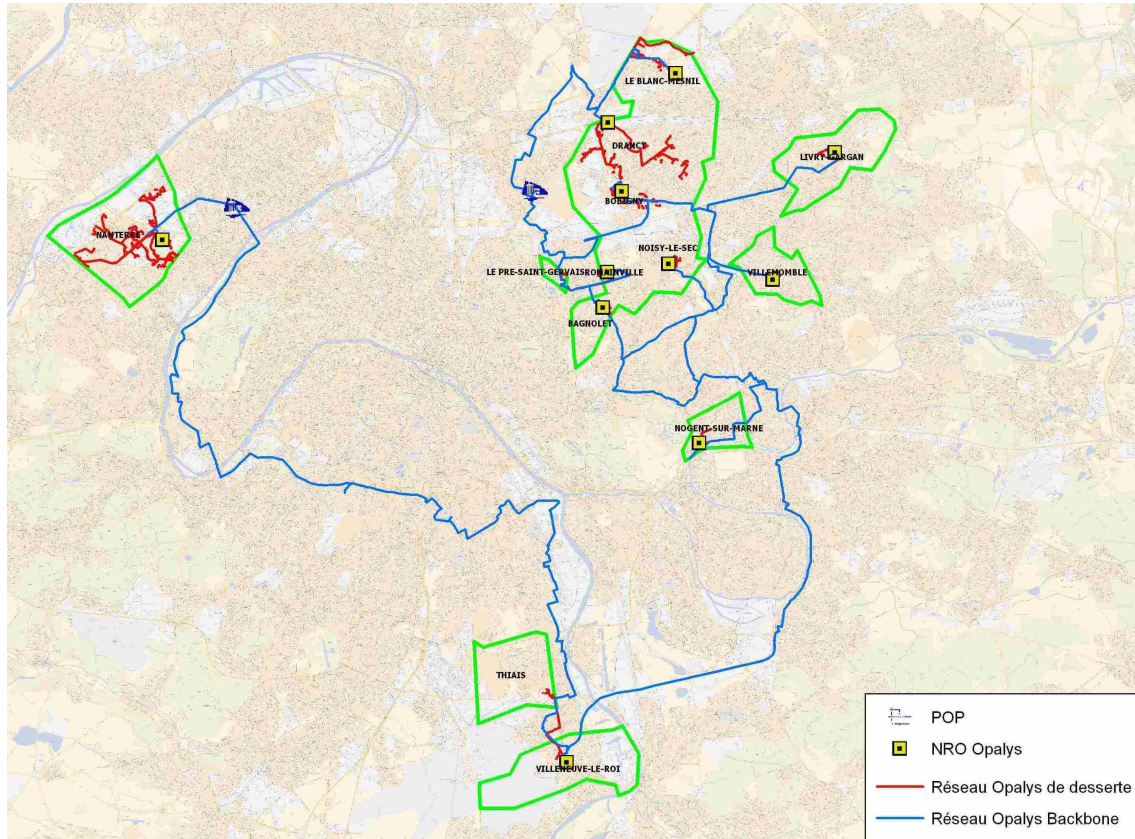 LE BLANC-MESNIL
DRANCY
LIVRY-GARGAN
BOBIGNY
NANTERRE
NOISY-LE-SEC
LE PRE-SAINT-GERVAIS
ROMAINVILLE
VILLEMOMBLE
BAGNOLET
NOGENT-SUR-MARNE
THIAIS
VILLENEUVE-LE-ROI
POP
NRO Opalys
Réseau Opalys de desserte
Réseau Opalys Backbone